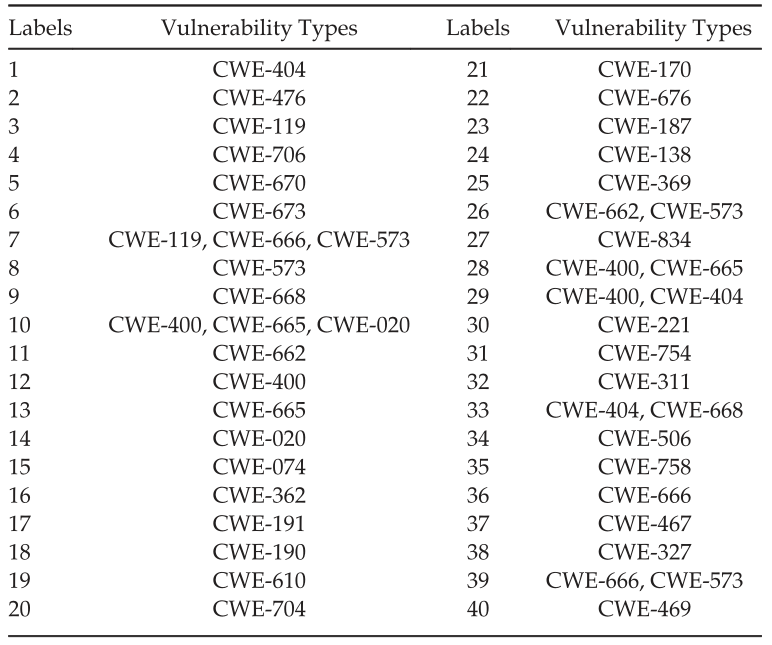 Labels Vulnerability Types Labels Vulnerability Types
1 CWE-404 21 CWE-170
2 CWE-476 22 CWE-676
3 CWE-119 23 CWE-187
4 CWE-706 24 CWE-138
5 CWE-670 25 CWE-369
6 CWE-673 26 CWE-662, CWE-573
7 CWE-119, CWE-666, CWE-573 27 CWE-834
8 CWE-573 28 CWE-400, CWE-665
9 CWE-668 29 CWE-400, CWE-404
10 CWE-400, CWE-665, CWE-020 30 CWE-221
11 CWE-662 31 CWE-754
12 CWE-400 32 CWE-311
13 CWE-665 33 CWE-404, CWE-668
14 CWE-020 34 CWE-506
15 CWE-074 35 CWE-758
16 CWE-362 36 CWE-666
17 CWE-191 37 CWE-467
18 CWE-190 38 CWE-327
19 CWE-610 39 CWE-666, CWE-573
20 CWE-704 40 CWE-469